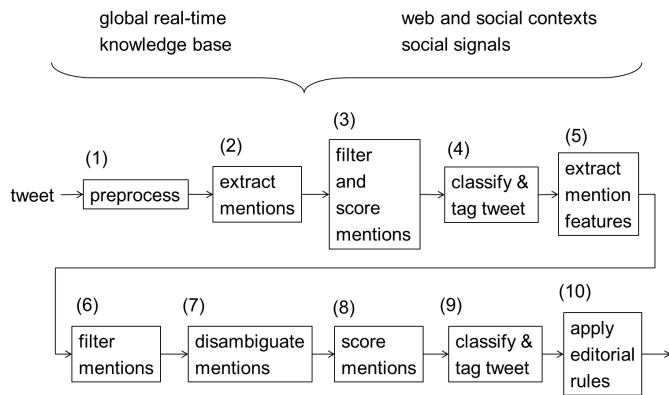 global real-time
knowledge base
web and social contexts
social signals
tweet
(1)
preprocess
(2)
extract
mentions
(3)
filter
and
score
mentions
(4)
classify &
tag tweet
(5)
extract
mention
features
(6)
filter
mentions
(7)
disambiguate
mentions
(8)
score
mentions
(9)
classify &
tag tweet
(10)
apply
editorial
rules